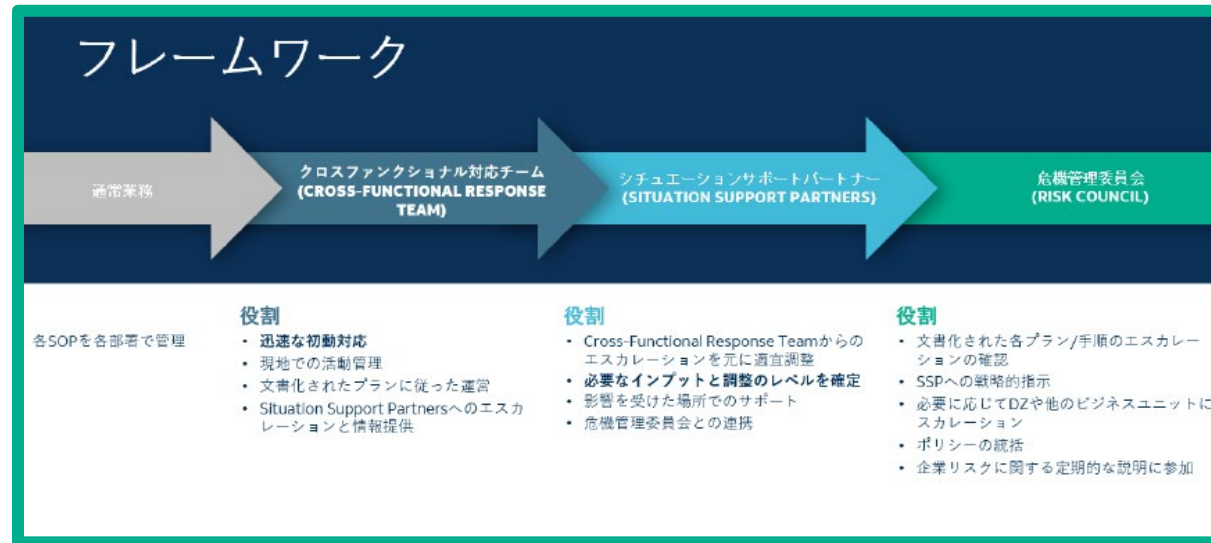 フレームワーク
通常業務
クロスファンクショナル対応チーム
(CROSS-FUNCTIONAL RESPONSE
TEAM)
シチュエーションサポートパートナー
(SITUATION SUPPORT PARTNERS)
危機管理委員会
(RISK COUNCIL)
各SOPを各部署で管理
役割
• 迅速な初動対応
• 現地での活動管理
• 文書化されたプランに従った運営
• Situation Support Partnersへのエスカ
レーションと情報提供
役割
• Cross-Functional Response Teamからの
エスカレーションを元に適宜調整
• 必要なインプットと調整のレベルを確定
• 影響を受けた場所でのサポート
• 危機管理委員会との連携
役割
• 文書化された各プラン/手順のエスカレー
ションの確認
• SSPへの戦略的指示
• 必要に応じてDZや他のビジネスユニットに
スカレーション
• ポリシーの統括
• 企業リスクに関する定期的な説明に参加